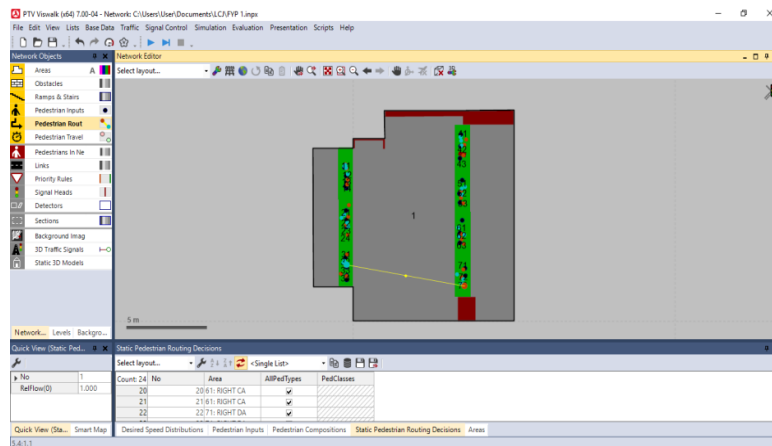 PTV Viswalk (x64) 7.00-04 - Network: C:\Users\User\Documents\LCJ\FYP 1.inpx
File Edit View Lists Base Data Traffic Signal Control Simulation Evaluation Presentation Scripts Help
Network Objects
Network Editor
Select layout...
Areas A
Obstacles
Ramps & Stairs
Pedestrian Inputs
Pedestrian Rout
Pedestrian Travel
Pedestrians In Ne
Links
Priority Rules
Signal Heads
Detectors
Sections
Background Imag
3D Traffic Signals
Static 3D Models
1
5 m
Network... Levels Backgro...
Quick View (Static Ped...
Static Pedestrian Routing Decisions
Select layout... <Single List>
No 1
RelFlow(0) 1,000
Count: 24 No Area AllPedTypes PedClasses
20 20 61: RIGHT CA
21 21 61: RIGHT CA
22 22 71: RIGHT DA
Quick View (Sta... Smart Map
Desired Speed Distributions Pedestrian Inputs Pedestrian Compositions Static Pedestrian Routing Decisions Areas